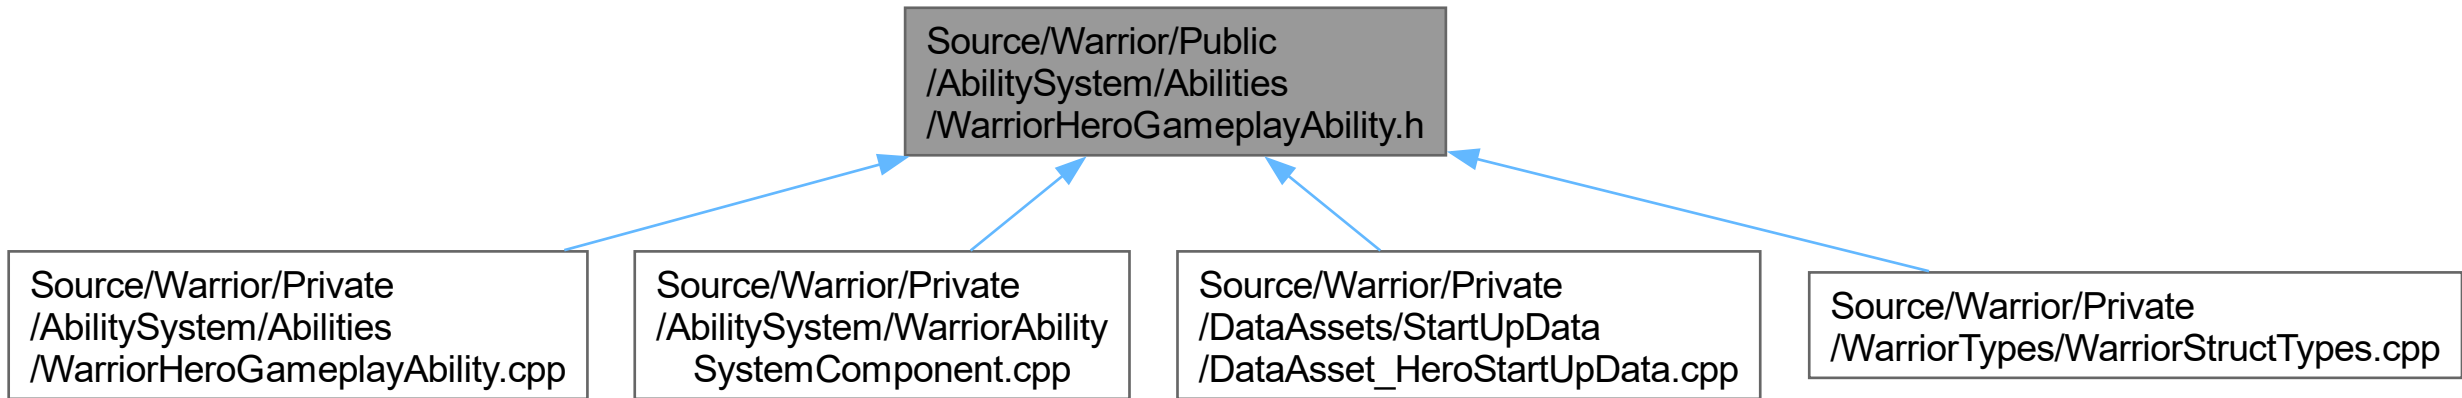 Source/Warrior/Public
/AbilitySystem/Abilities
/WarriorHeroGameplayAbility.h
Source/Warrior/Private
/AbilitySystem/Abilities
/WarriorHeroGameplayAbility.cpp
Source/Warrior/Private
/AbilitySystem/WarriorAbility
SystemComponent.cpp
Source/Warrior/Private
/DataAssets/StartUpData
/DataAsset_HeroStartUpData.cpp
Source/Warrior/Private
/WarriorTypes/WarriorStructTypes.cpp